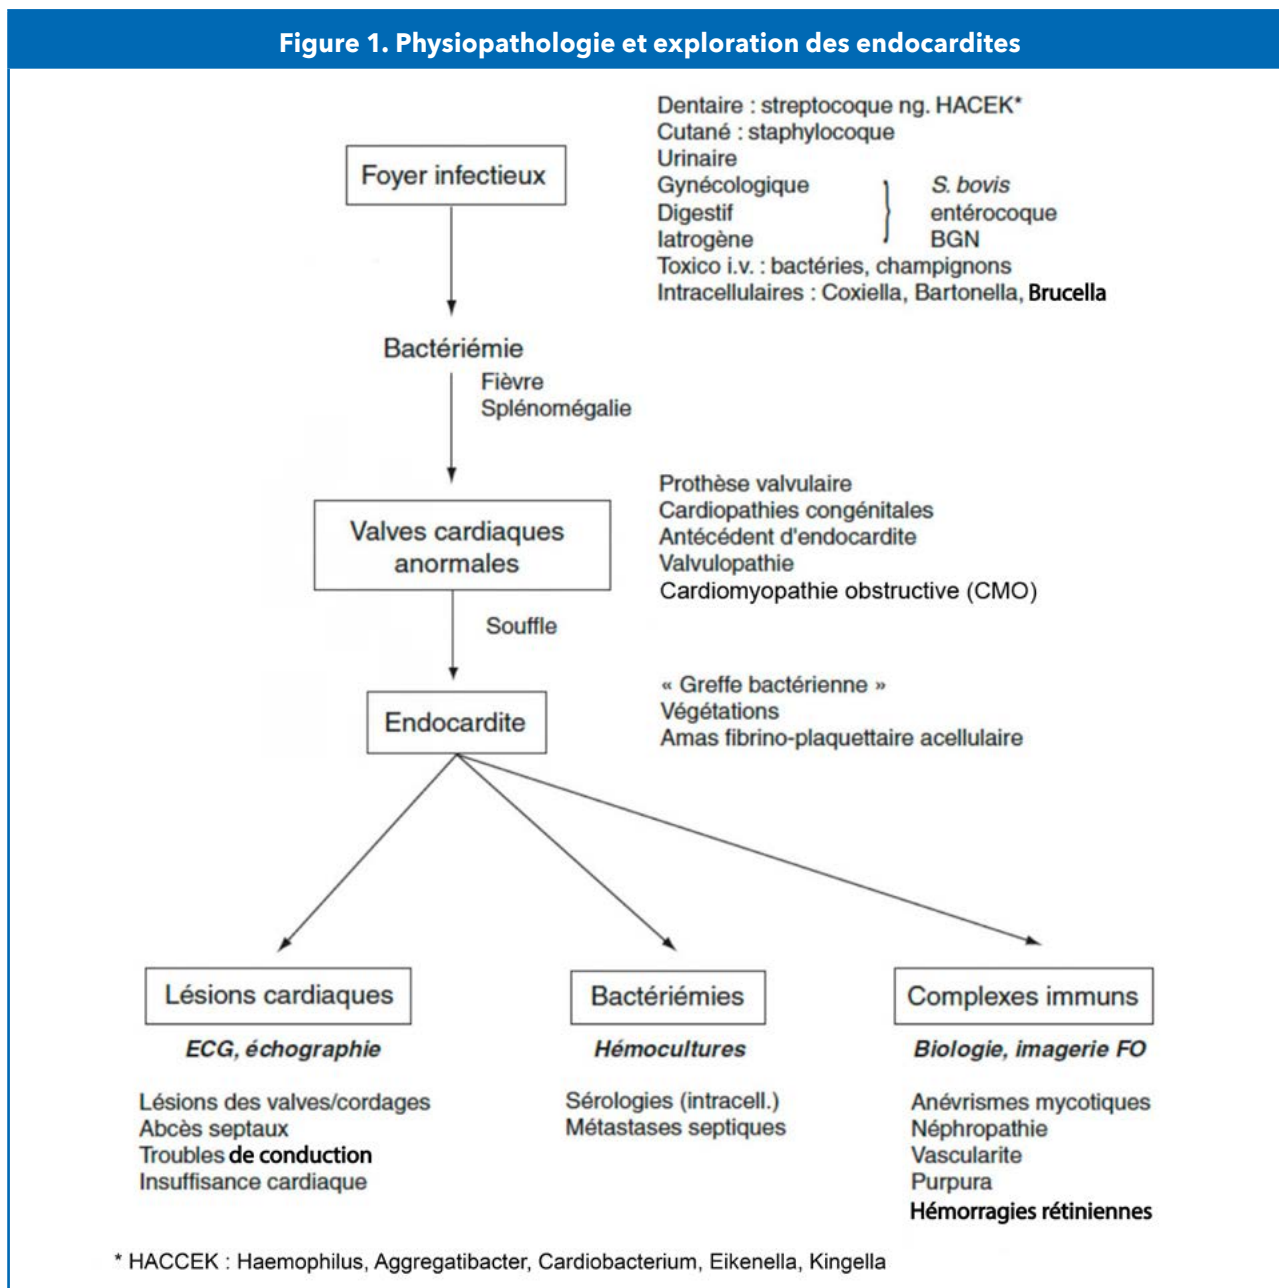 Figure 1. Physiopathologie et exploration des endocardites
Foyer infectieux
Dentaire : streptocoque ng. HACEK*
Cutané : staphylocoque
Urinaire
Gynécologique
Digestif
Iatrogène
S. bovis
entérocoque
BGN
Toxico i.v. : bactéries, champignons
Intracellulaires : Coxiella, Bartonella, Brucella
Bactériémie
Fièvre
Splénomégalie
Valves cardiaques
anormales
Prothèse valvulaire
Cardiopathies congénitales
Antécédent d'endocardite
Valvulopathie
Cardiomyopathie obstructive (CMO)
Souffle
Endocardite
« Greffe bactérienne »
Végétations
Amas fibrino-plaquettaire acellulaire
Lésions cardiaques
ECG, échographie
Lésions des valves/cordages
Abcès septaux
Troubles de conduction
Insuffisance cardiaque
Bactériémies
Hémocultures
Sérologies (intracell.)
Métastases septiques
Complexes immuns
Biologie, imagerie FO
Anévrismes mycotiques
Néphropathie
Vascularite
Purpura
Hémorragies rétiniennes
* HACCEK : Haemophilus, Aggregatibacter, Cardiobacterium, Eikenella, Kingella